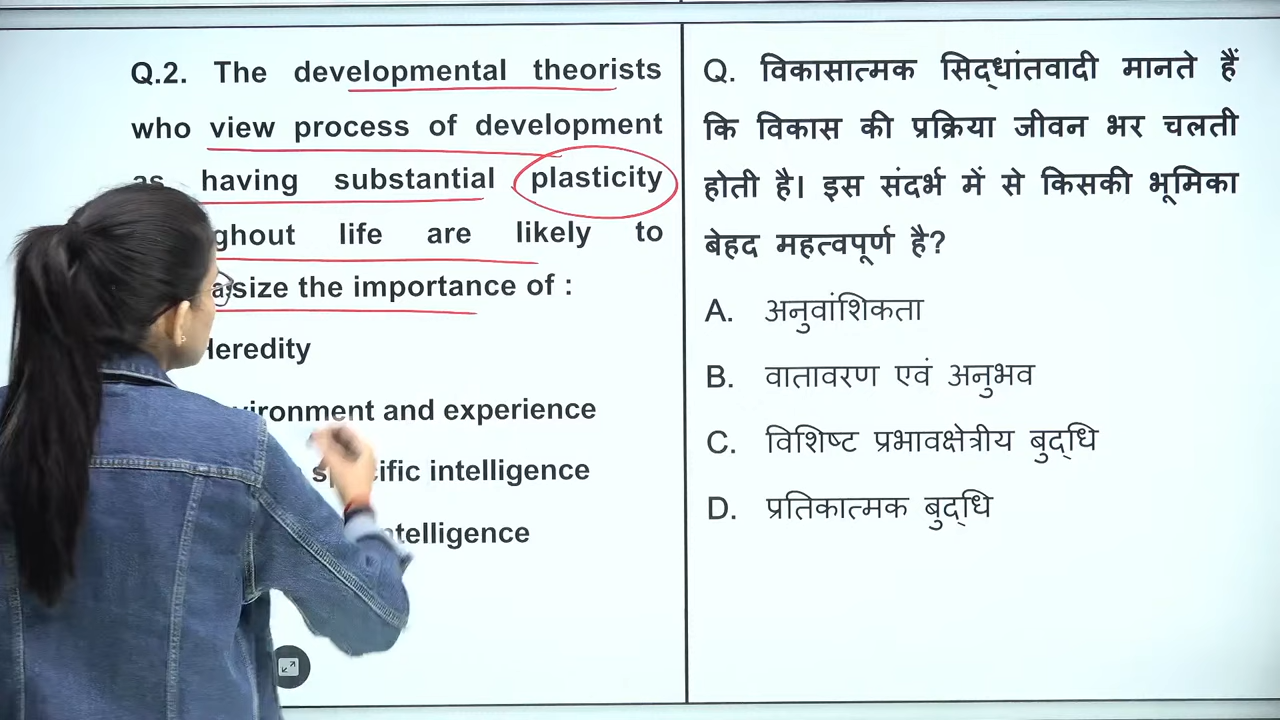 Q.2. The developmental theorists
who view process of development
as having substantial plasticity
ghout life are likely to
size the importance of :
Heredity
vironment and experience
specific intelligence
ntelligence
Q. विकासात्मक सिद्धांतवादी मानते हैं
कि विकास की प्रक्रिया जीवन भर चलती
होती है। इस संदर्भ में से किसकी भूमिका
बेहद महत्वपूर्ण है?
A. अनुवांशिकता
B. वातावरण एवं अनुभव
C. विशिष्ट प्रभावक्षेत्रीय बुद्धि
D. प्रतिकात्मक बुद्धि